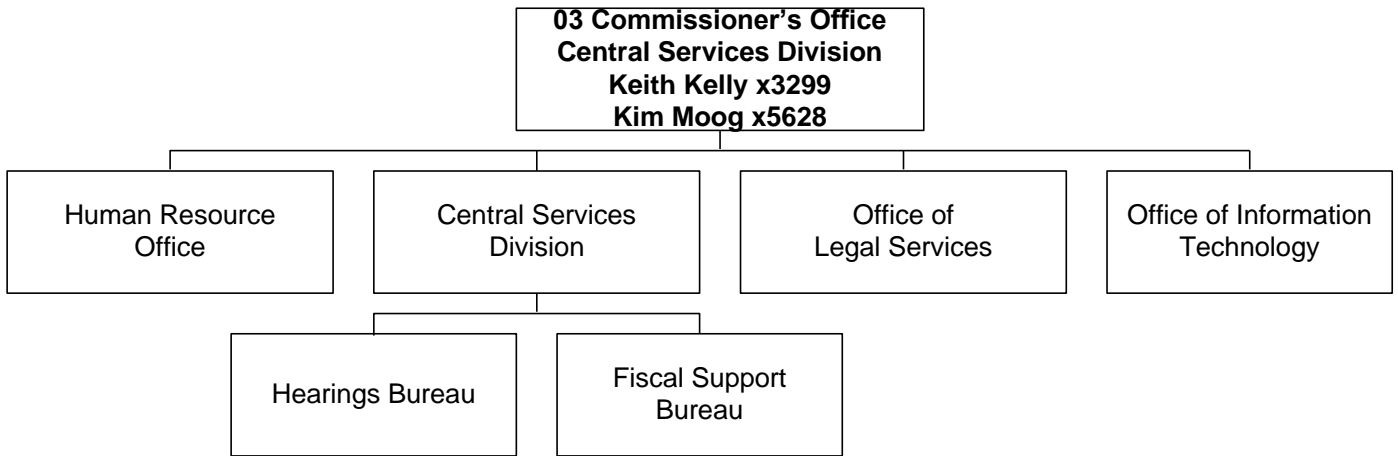 03 Commissioner’s Office
Central Services Division
Keith Kelly x3299
Kim Moog x5628
Human Resource
Office
Central Services
Division
Office of
Legal Services
Office of Information
Technology
Hearings Bureau
Fiscal Support
Bureau